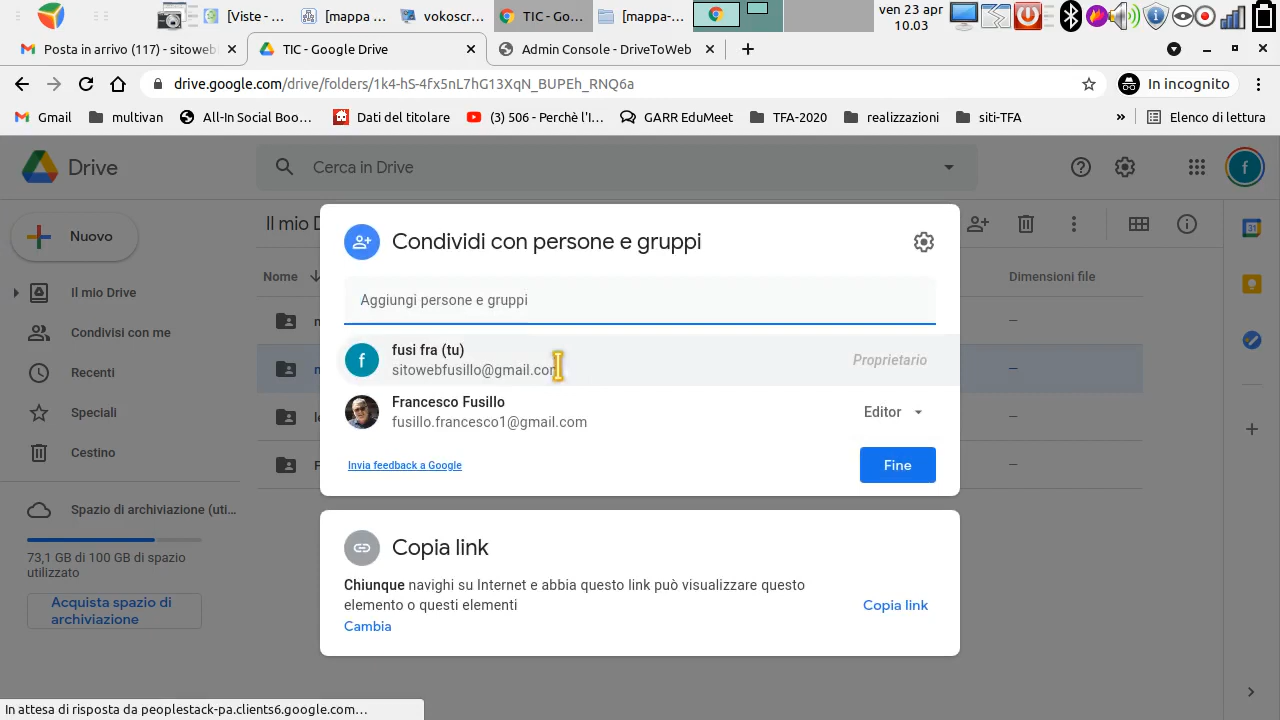 [Viste - ...
[mappa ...
vokoscr...
TIC - Go...
[mappa-...
ven 23 apr
10.03
Posta in arrivo (117) - sitoweb
TIC - Google Drive
Admin Console - DriveToWeb
drive.google.com/drive/folders/1k4-hS-4fx5nL7hG13XqN_BUPEh_RNQ6a
In incognito
Gmail
multivan
All-In Social Boo...
Dati del titolare
(3) 506 - Perchè l'I...
GARR EduMeet
TFA-2020
realizzazioni
siti-TFA
»
Elenco di lettura
Drive
Cerca in Drive
f
Nuovo
Il mio D
Nome
Dimensioni file
Il mio Drive
Condivisi con me
Recenti
Speciali
Cestino
Spazio di archiviazione (uti...
73,1 GB di 100 GB di spazio
utilizzato
Acquista spazio di
archiviazione
Condividi con persone e gruppi
Aggiungi persone e gruppi
f
fusi fra (tu)
sitowebfusillo@gmail.com
Proprietario
Francesco Fusillo
fusillo.francesco1@gmail.com
Editor
Invia feedback a Google
Fine
Copia link
Chiunque navighi su Internet e abbia questo link può visualizzare questo
elemento o questi elementi
Copia link
Cambia
31
In attesa di risposta da peoplestack-pa.clients6.google.com...